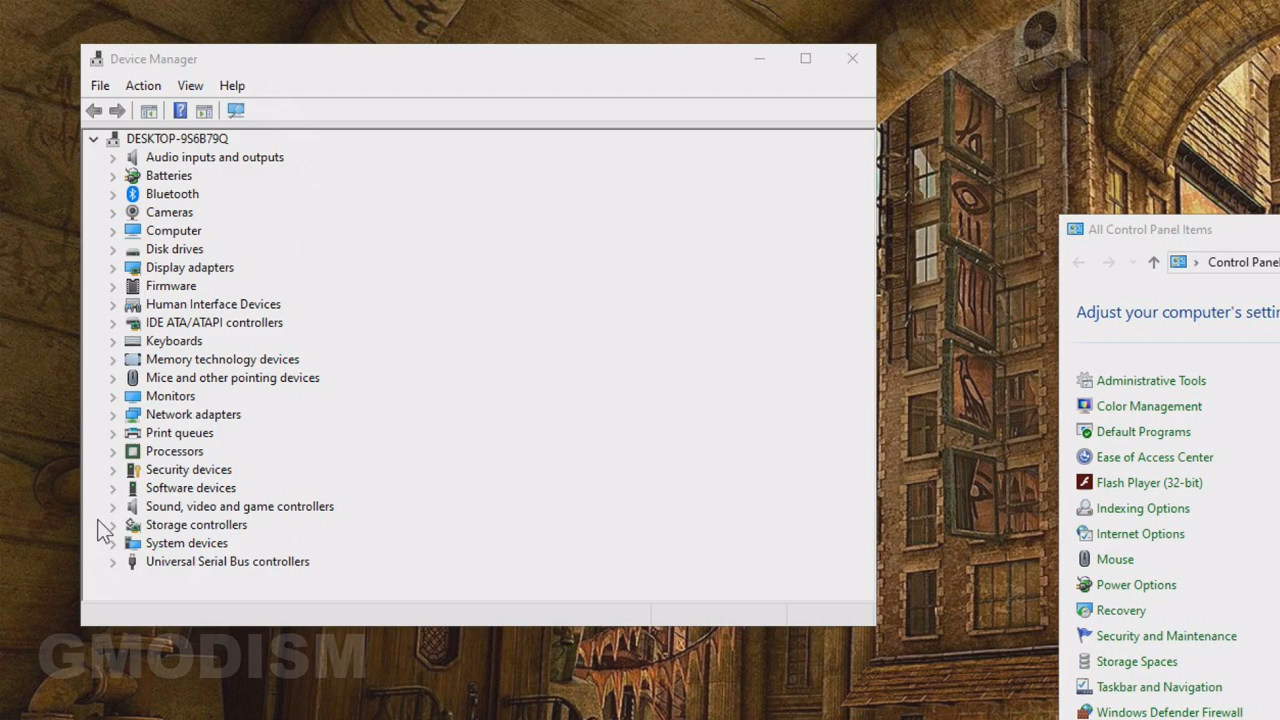 Device Manager
File Action View Help
DESKTOP-9S6B79Q
Audio inputs and outputs
Batteries
Bluetooth
Cameras
Computer
Disk drives
Display adapters
Firmware
Human Interface Devices
IDE ATA/ATAPI controllers
Keyboards
Memory technology devices
Mice and other pointing devices
Monitors
Network adapters
Print queues
Processors
Security devices
Software devices
Sound, video and game controllers
Storage controllers
System devices
Universal Serial Bus controllers
All Control Panel Items
Control Panel
Adjust your computer's
Administrative Tools
Color Management
Default Programs
Ease of Access Center
Flash Player (32-bit)
Indexing Options
Internet Options
Mouse
Power Options
Recovery
Security and Maintenance
Storage Spaces
Taskbar and Navigation
Windows Defender Firewall
GMODISM